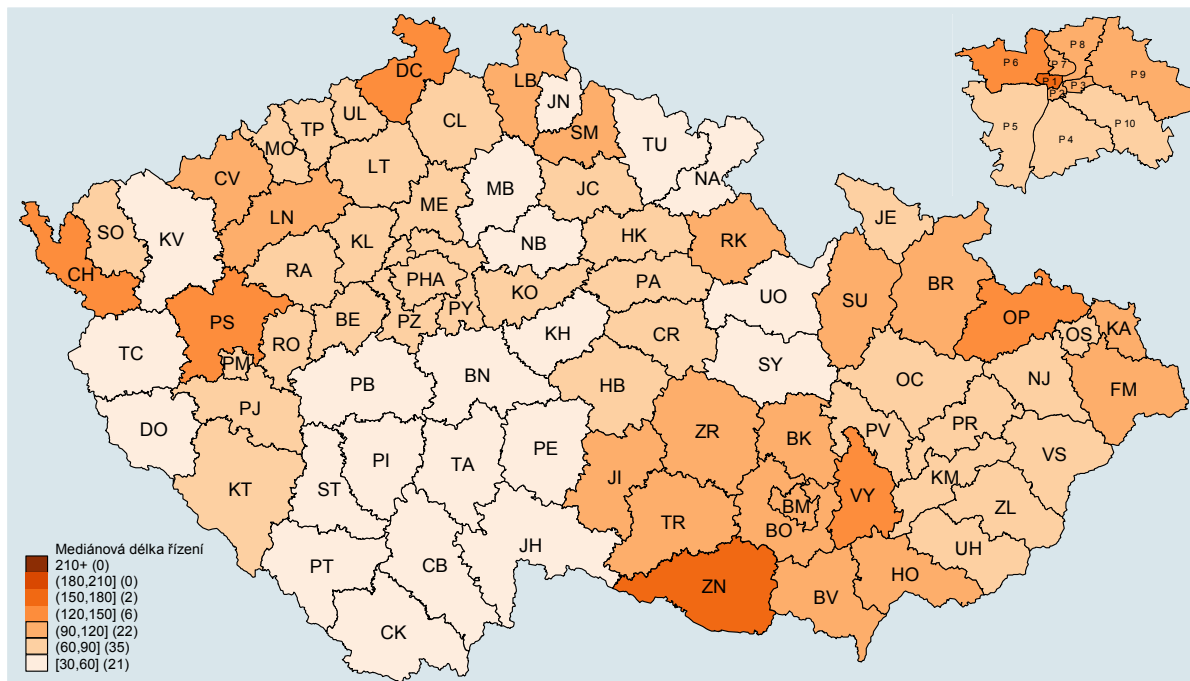 DC
LB
JN
SM
TU
NA
UL
TP
MO
CL
LT
CV
LN
MB
JC
ME
SO
KV
CH
KL
NB
HK
RK
RA
PHA
KO
PA
UO
PS
BE
PZ
PY
KH
CR
RO
PM
TC
PB
BN
SY
HB
PJ
DO
KT
ST
PI
TA
PE
JI
ZR
BK
TR
BO
BM
VY
PT
CB
JH
CK
ZN
BV
HO
UH
ZL
KM
VS
PR
PV
OC
NJ
FM
OS
KA
OP
BR
SU
JE
P 6
P 8
P 7
P 1
P 3
P 2
P 9
P 5
P 4
P 10
Mediánová délka řízení
210+ (0)
(180,210] (0)
(150,180] (2)
(120,150] (6)
(90,120] (22)
(60,90] (35)
[30,60] (21)